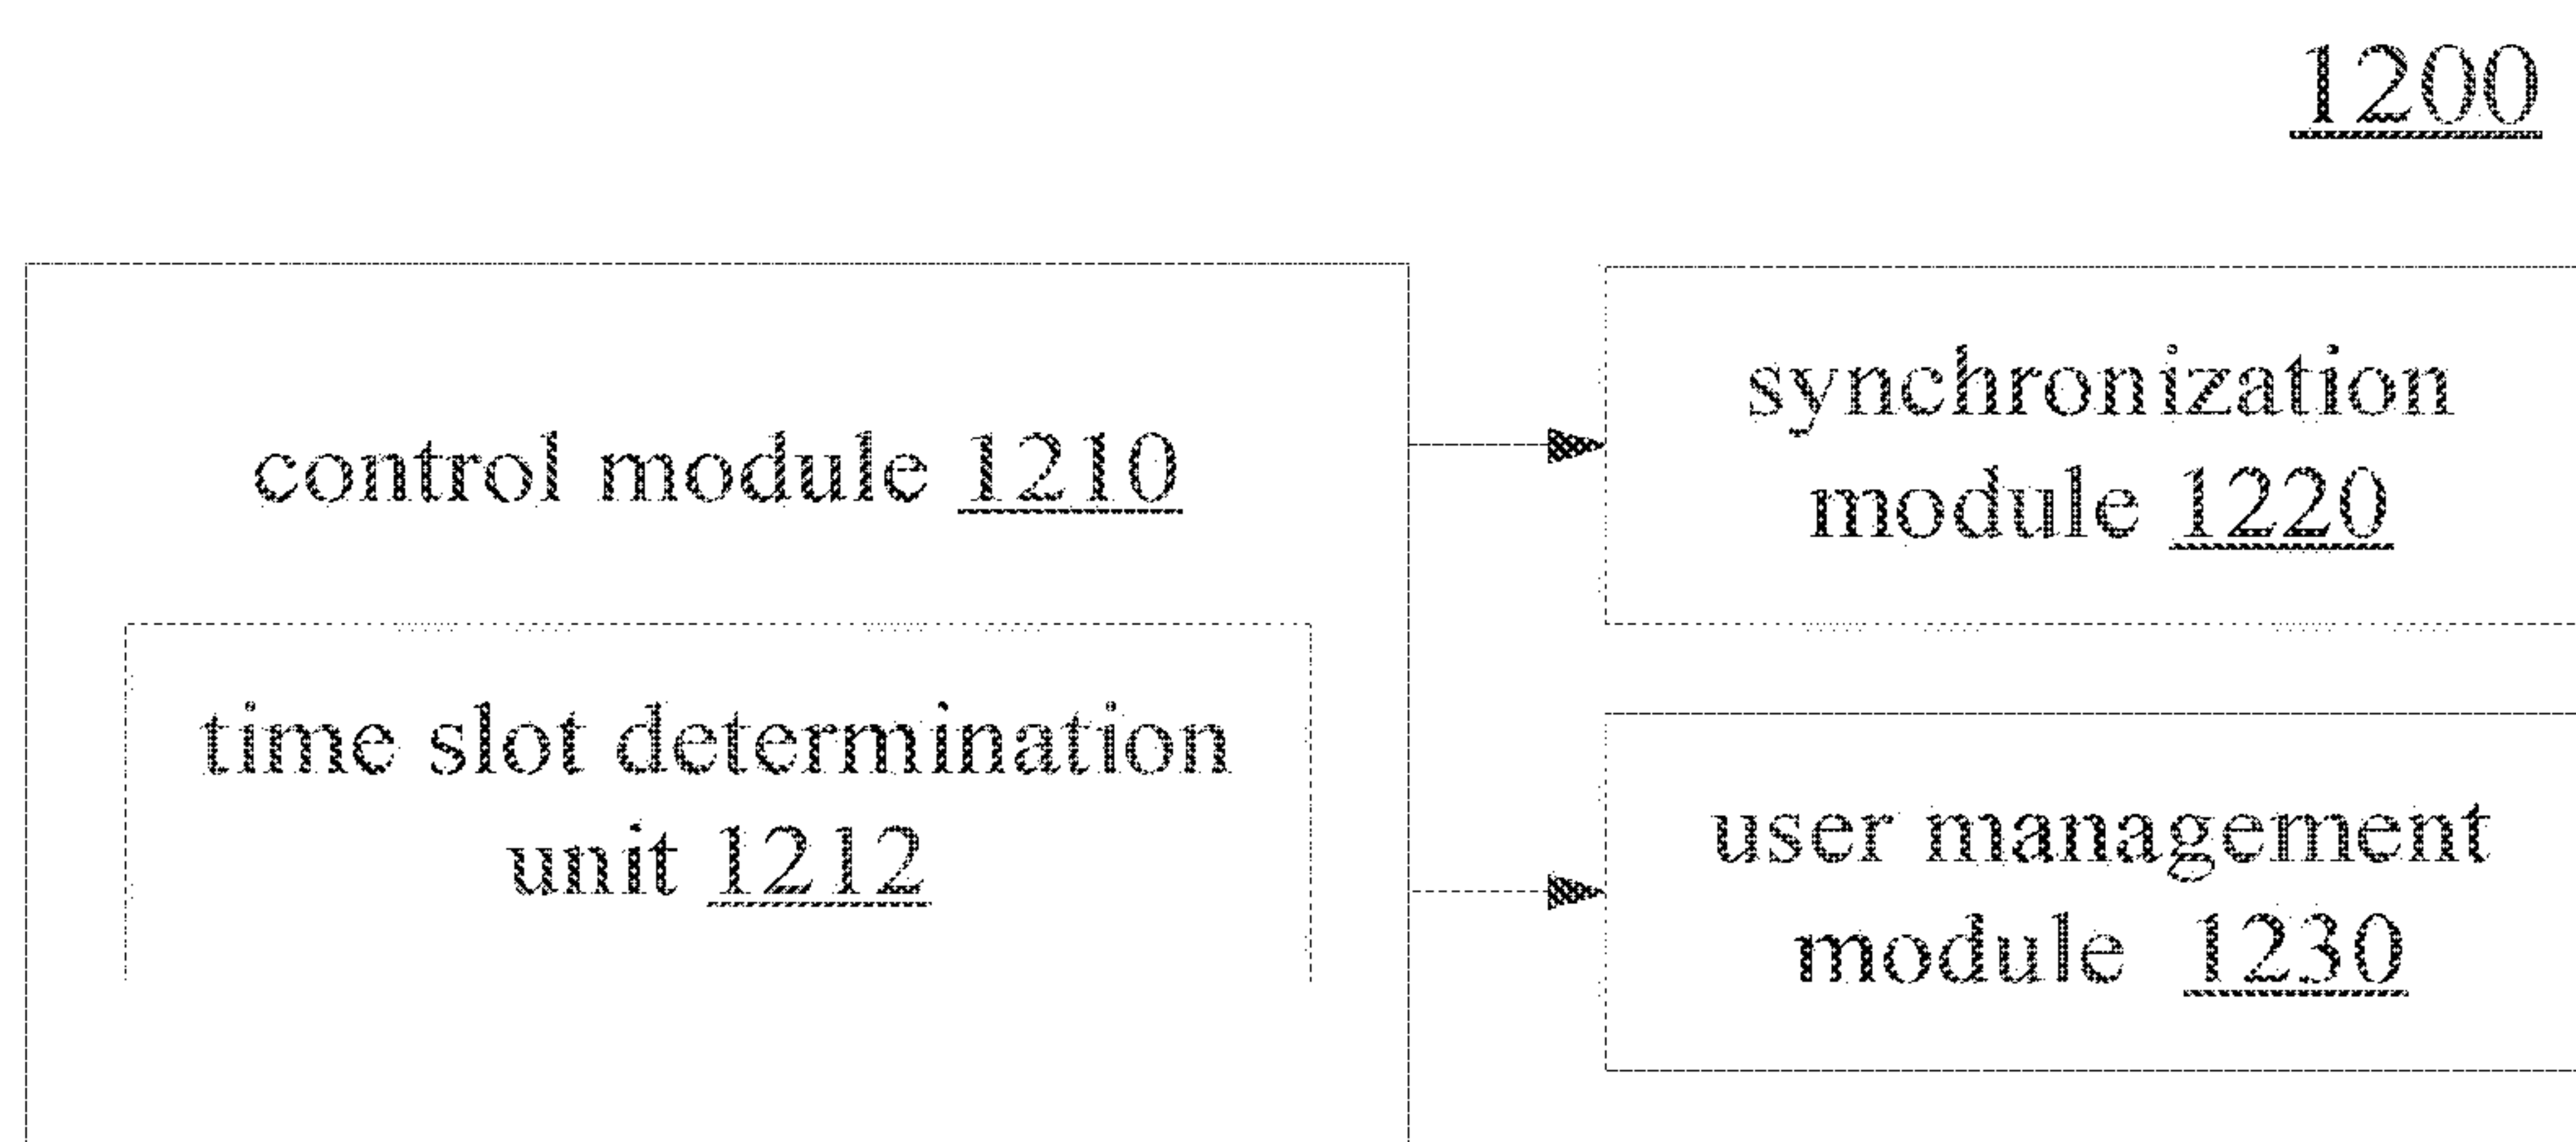 1200
control module 1210
time slot determination
unit 1212
synchronization
module 1220
user management
module 1230